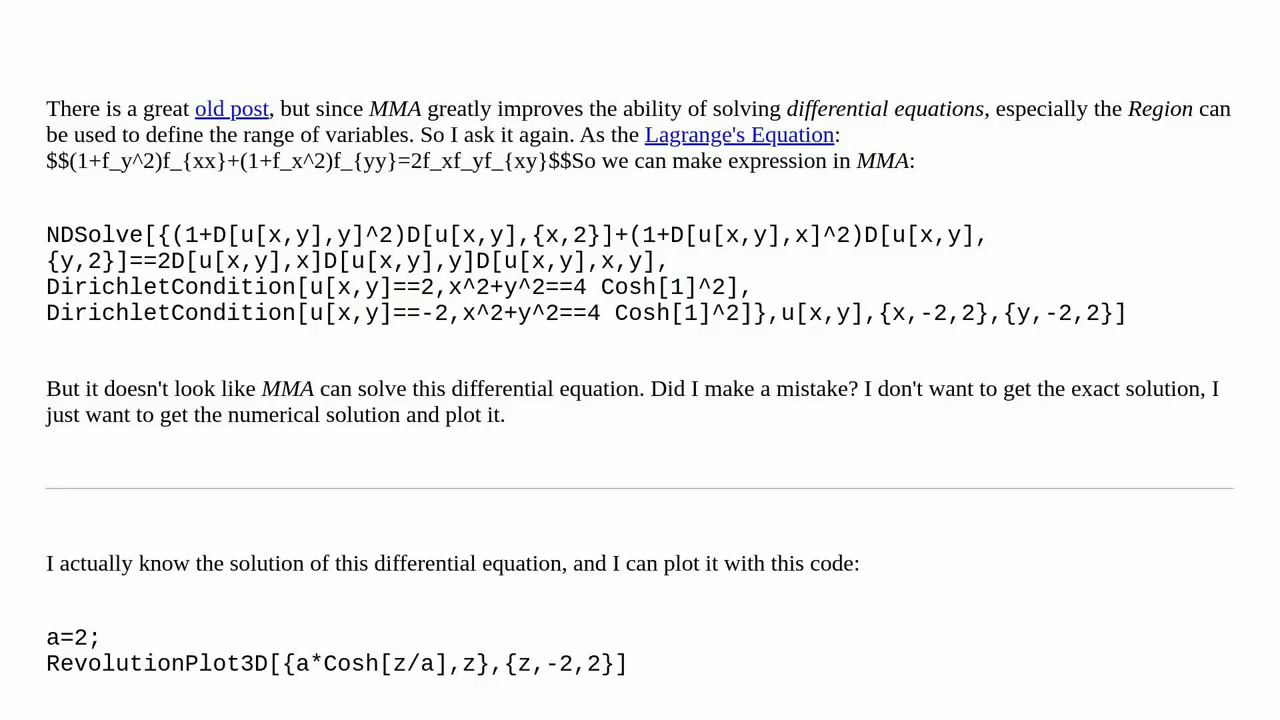 There is a great old post, but since MMA greatly improves the ability of solving differential equations, especially the Region can
be used to define the range of variables. So I ask it again. As the Lagrange's Equation:
$$(1+f_y^2)f_{xx}+(1+f_x^2)f_{yy}=2f_xf_yf_{xy}$$So we can make expression in MMA:
NDSolve[{(1+D[u[x,y],y]^2)D[u[x,y],{x,2}]+(1+D[u[x,y],x]^2)D[u[x,y],
{y,2}]==2D[u[x,y],x]D[u[x,y],y]D[u[x,y],x,y],
DirichletCondition[u[x,y]==2,x^2+y^2==4 Cosh[1]^2],
DirichletCondition[u[x,y]==-2,x^2+y^2==4 Cosh[1]^2]},u[x,y],{x,-2,2},{y,-2,2}]
But it doesn't look like MMA can solve this differential equation. Did I make a mistake? I don't want to get the exact solution, I
just want to get the numerical solution and plot it.
I actually know the solution of this differential equation, and I can plot it with this code:
a=2;
RevolutionPlot3D[{a*Cosh[z/a],z},{z,-2,2}]